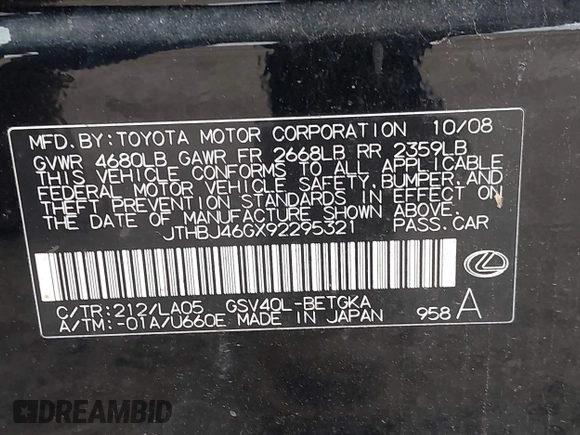 MFD. BY: TOYOTA MOTOR CORPORATION 10/08
GVWR 4680LB GAWR FR 2668LB RR 2359LB
THIS VEHICLE CONFORMS TO ALL APPLICABLE
FEDERAL MOTOR VEHICLE SAFETY, BUMPER, AND
THEFT PREVENTION STANDARDS IN EFFECT ON
THE DATE OF MANUFACTURE SHOWN ABOVE.
JTHBJ46GX92295321 PASS.CAR
C/TR:212/LA05 GSV40L-BETGKA
A/TM:-01A/U660E MADE IN JAPAN 958 A
DREAMBID